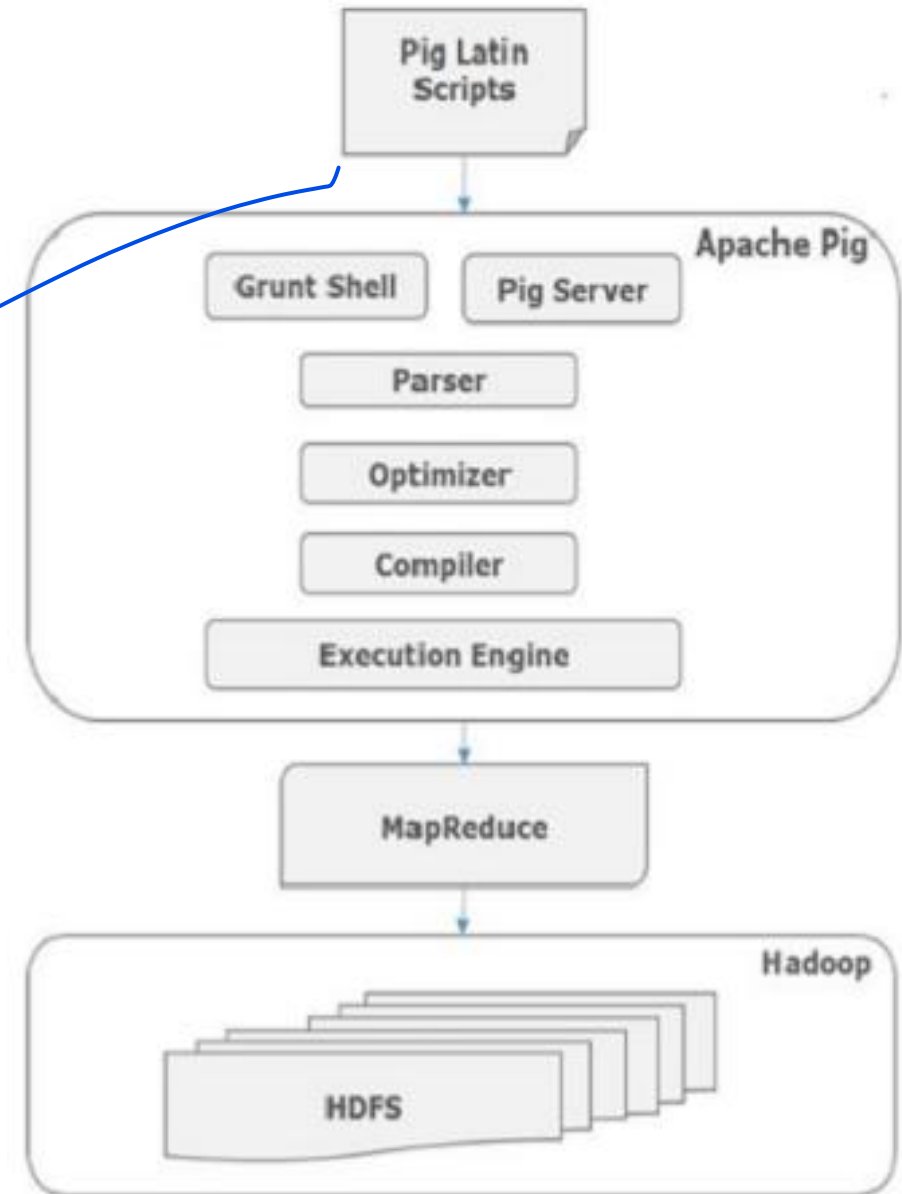 Pig Latin
Scripts
Apache Pig
Grunt Shell
Pig Server
Parser
Optimizer
Compiler
Execution Engine
MapReduce
Hadoop
HDFS